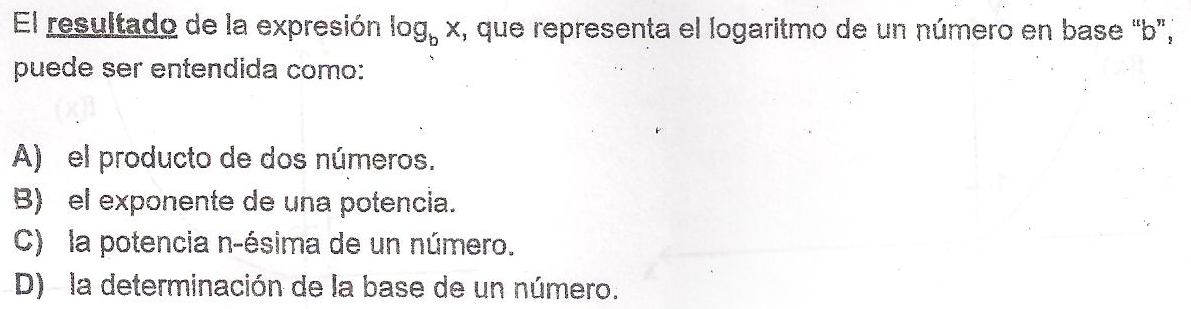 El resultado de la expresión log_b x, que representa el logaritmo de un número en base "b",
puede ser entendida como:
A) el producto de dos números.
B) el exponente de una potencia.
C) la potencia n-ésima de un número.
D) la determinación de la base de un número.